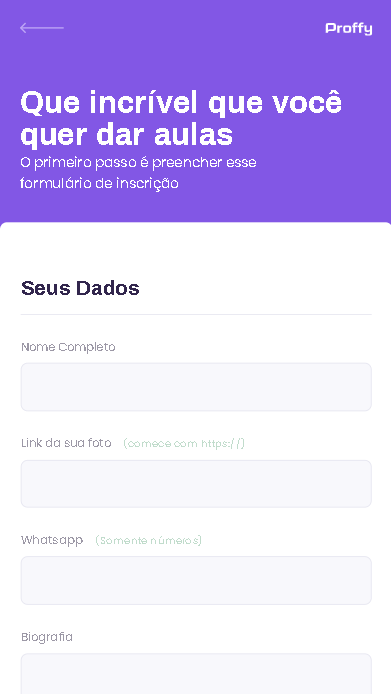 Proffy
Que incrível que você
quer dar aulas
O primeiro passo é preencher esse
formulário de inscrição
Seus Dados
Nome Completo
Link da sua foto (comece com https://)
Whatsapp (Somente números)
Biografia